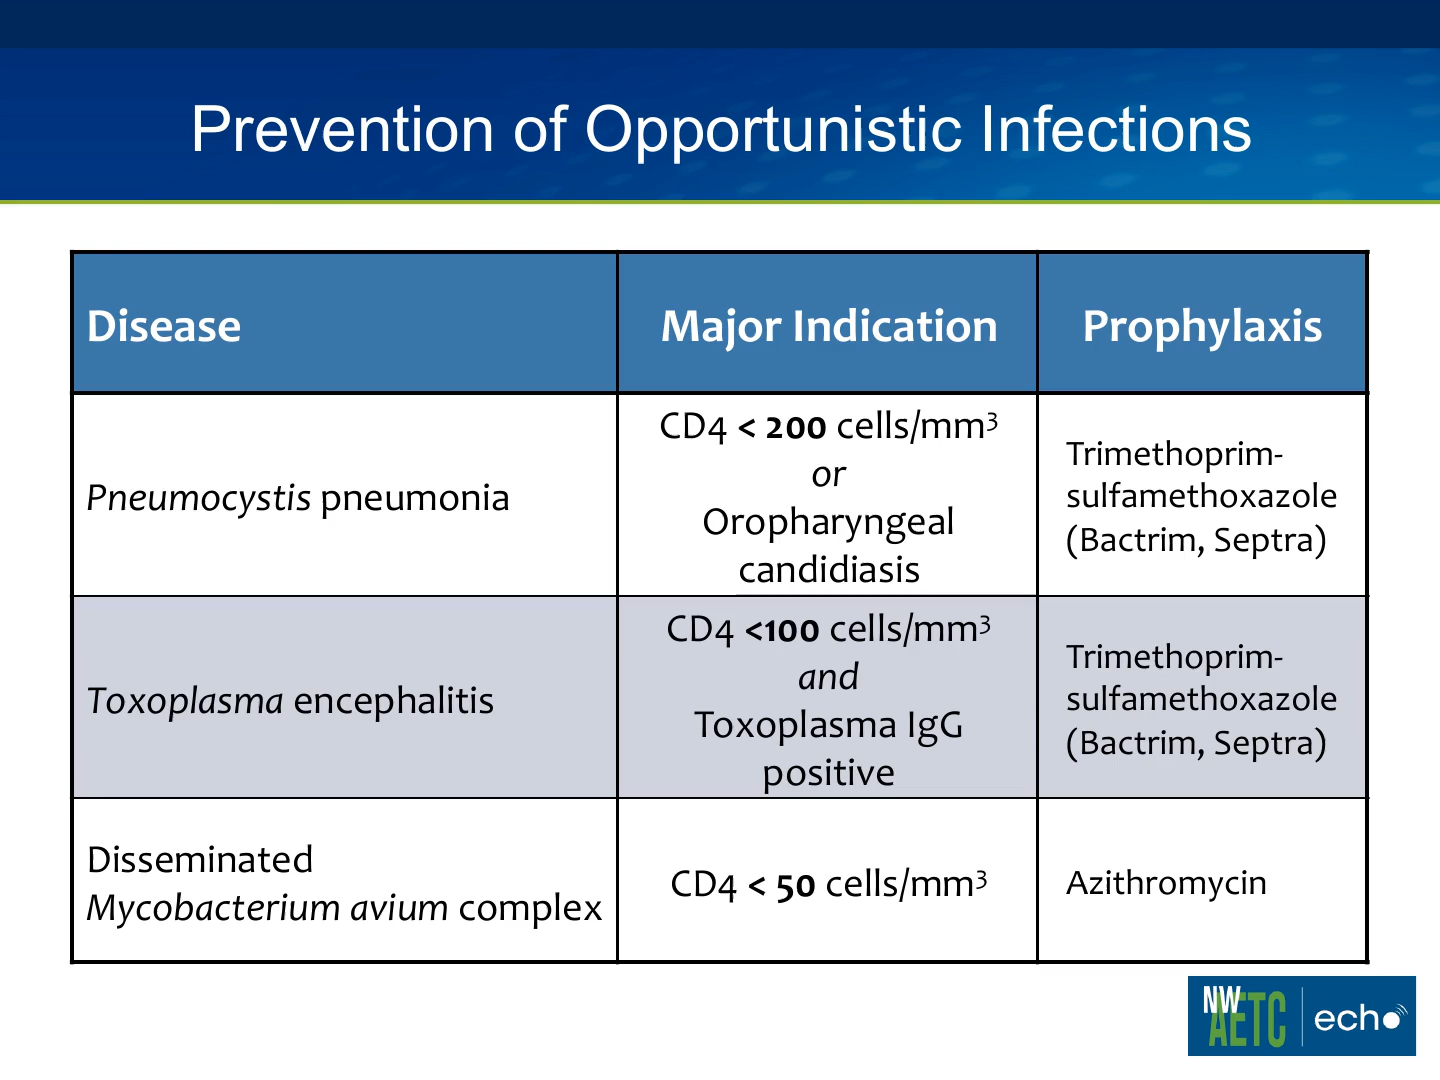 Prevention of Opportunistic Infections
Disease
Major Indication
Prophylaxis
Pneumocystis pneumonia
CD4 < 200 cells/mm³
or
Oropharyngeal
candidiasis
Trimethoprim-
sulfamethoxazole
(Bactrim, Septra)
Toxoplasma encephalitis
CD4 <100 cells/mm³
and
Toxoplasma IgG
positive
Trimethoprim-
sulfamethoxazole
(Bactrim, Septra)
Disseminated
Mycobacterium avium complex
CD4 < 50 cells/mm³
Azithromycin
NW
AETC
echo